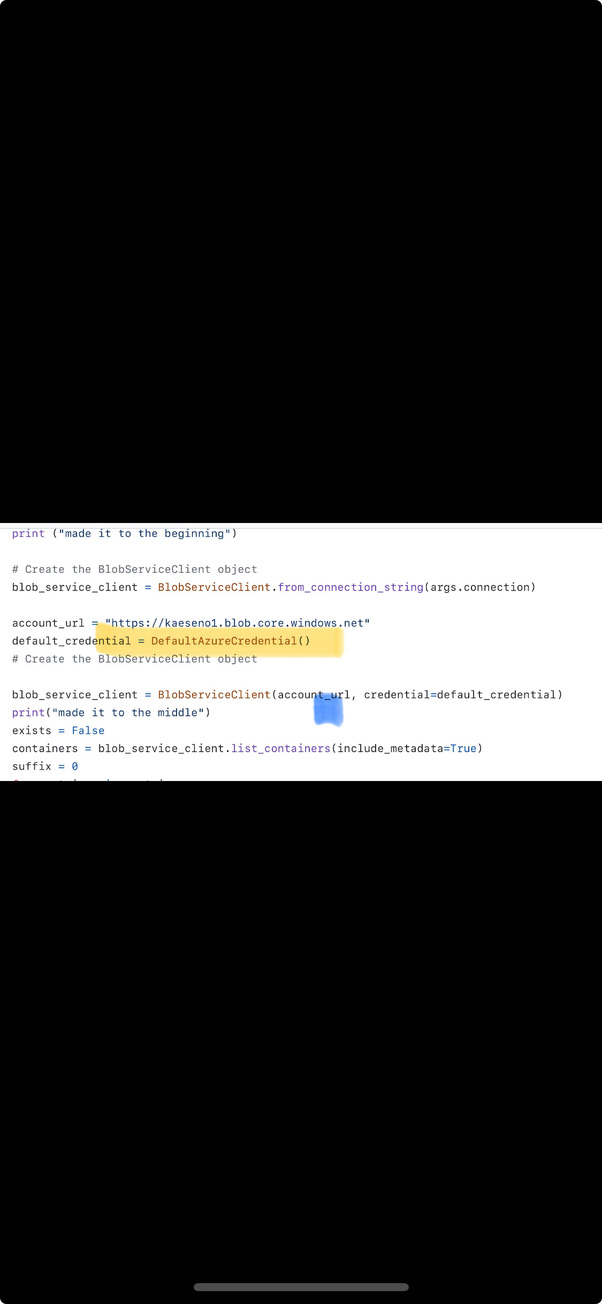 print ("made it to the beginning")
# Create the BlobServiceClient object
blob_service_client = BlobServiceClient.from_connection_string(args.connection)
account_url = "https://kaeseno1.blob.core.windows.net"
default_credential = DefaultAzureCredential()
# Create the BlobServiceClient object
blob_service_client = BlobServiceClient(account_url, credential=default_credential)
print("made it to the middle")
exists = False
containers = blob_service_client.list_containers(include_metadata=True)
suffix = 0